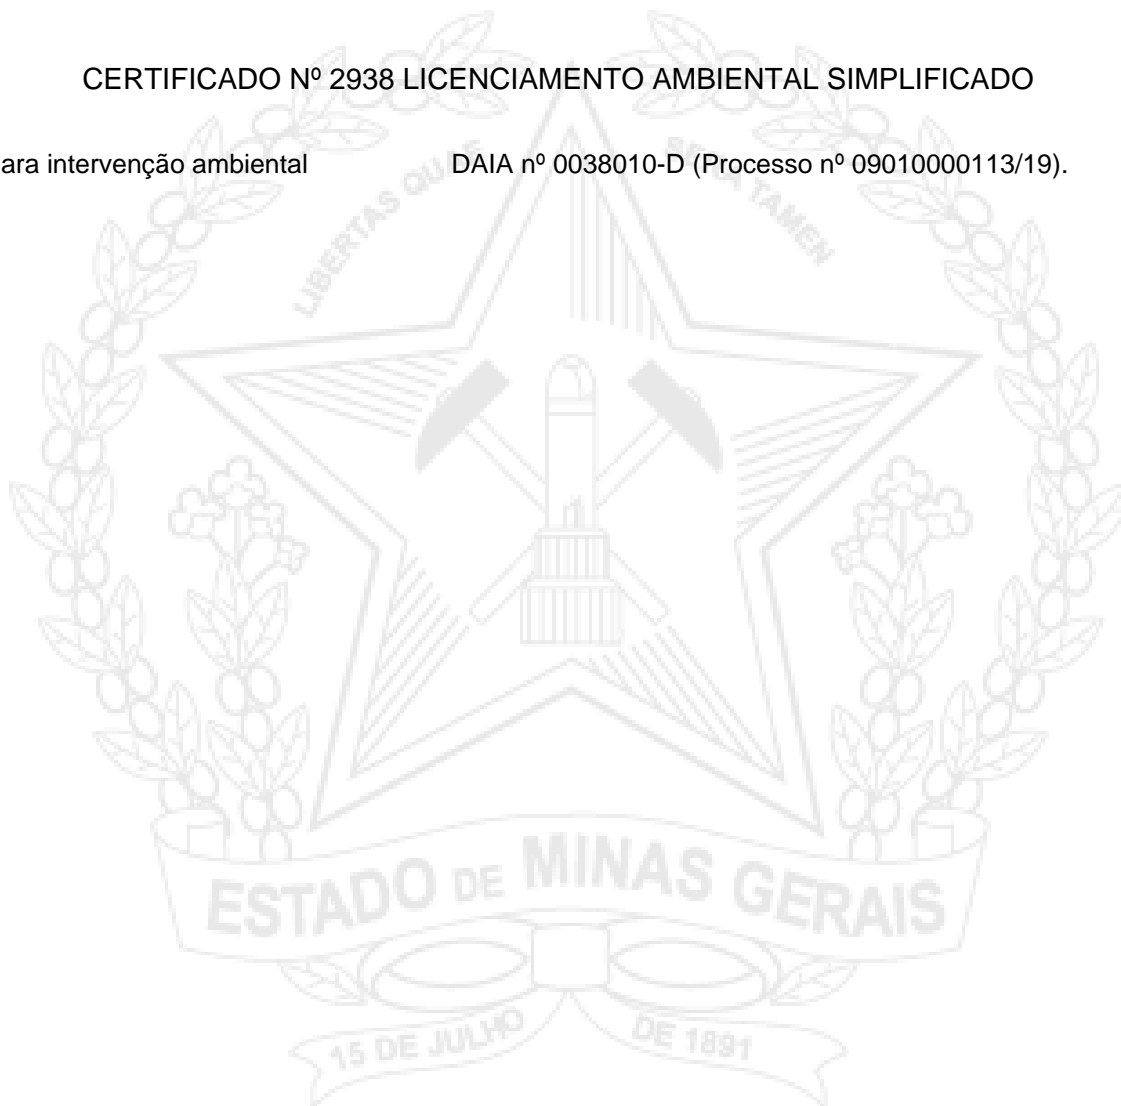 CERTIFICADO Nº 2938 LICENCIAMENTO AMBIENTAL SIMPLIFICADO
ara intervenção ambiental DAIA nº 0038010-D (Processo nº 09010000113/19).
LIBERTAS QUÆ SERA TAMEN
ESTADO DE MINAS GERAIS
15 DE JULHO DE 1891